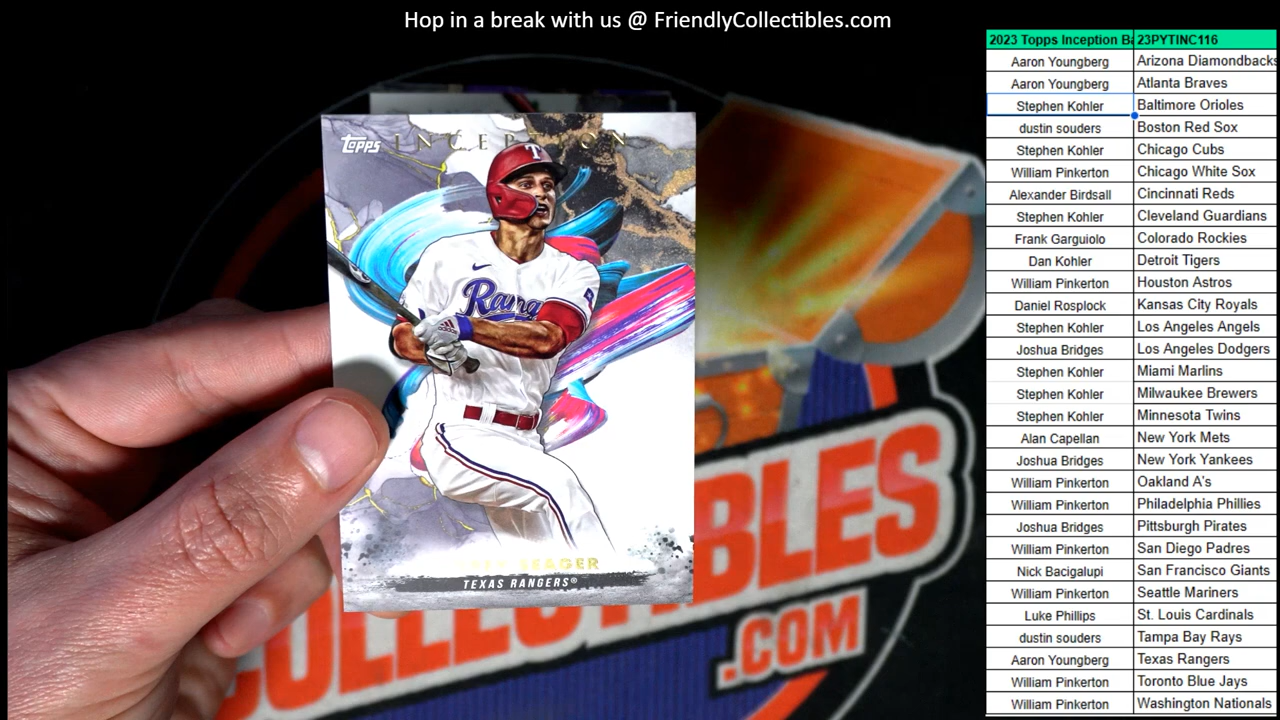 Hop in a break with us @ FriendlyCollectibles.com
2023 Topps Inception Ba 23PYTINC116
Aaron Youngberg Arizona Diamondbacks
Aaron Youngberg Atlanta Braves
Stephen Kohler Baltimore Orioles
dustin souders Boston Red Sox
Stephen Kohler Chicago Cubs
William Pinkerton Chicago White Sox
Alexander Birdsall Cincinnati Reds
Stephen Kohler Cleveland Guardians
Frank Garguiolo Colorado Rockies
Dan Kohler Detroit Tigers
William Pinkerton Houston Astros
Daniel Rosplock Kansas City Royals
Stephen Kohler Los Angeles Angels
Joshua Bridges Los Angeles Dodgers
Stephen Kohler Miami Marlins
Stephen Kohler Milwaukee Brewers
Stephen Kohler Minnesota Twins
Alan Capellan New York Mets
Joshua Bridges New York Yankees
William Pinkerton Oakland A's
William Pinkerton Philadelphia Phillies
Joshua Bridges Pittsburgh Pirates
William Pinkerton San Diego Padres
Nick Bacigalupi San Francisco Giants
William Pinkerton Seattle Mariners
Luke Phillips St. Louis Cardinals
dustin souders Tampa Bay Rays
Aaron Youngberg Texas Rangers
William Pinkerton Toronto Blue Jays
William Pinkerton Washington Nationals
Topps INCEPTION
T
Rang
SEAGER
TEXAS RANGERS®
COLLECTIBLES
.COM